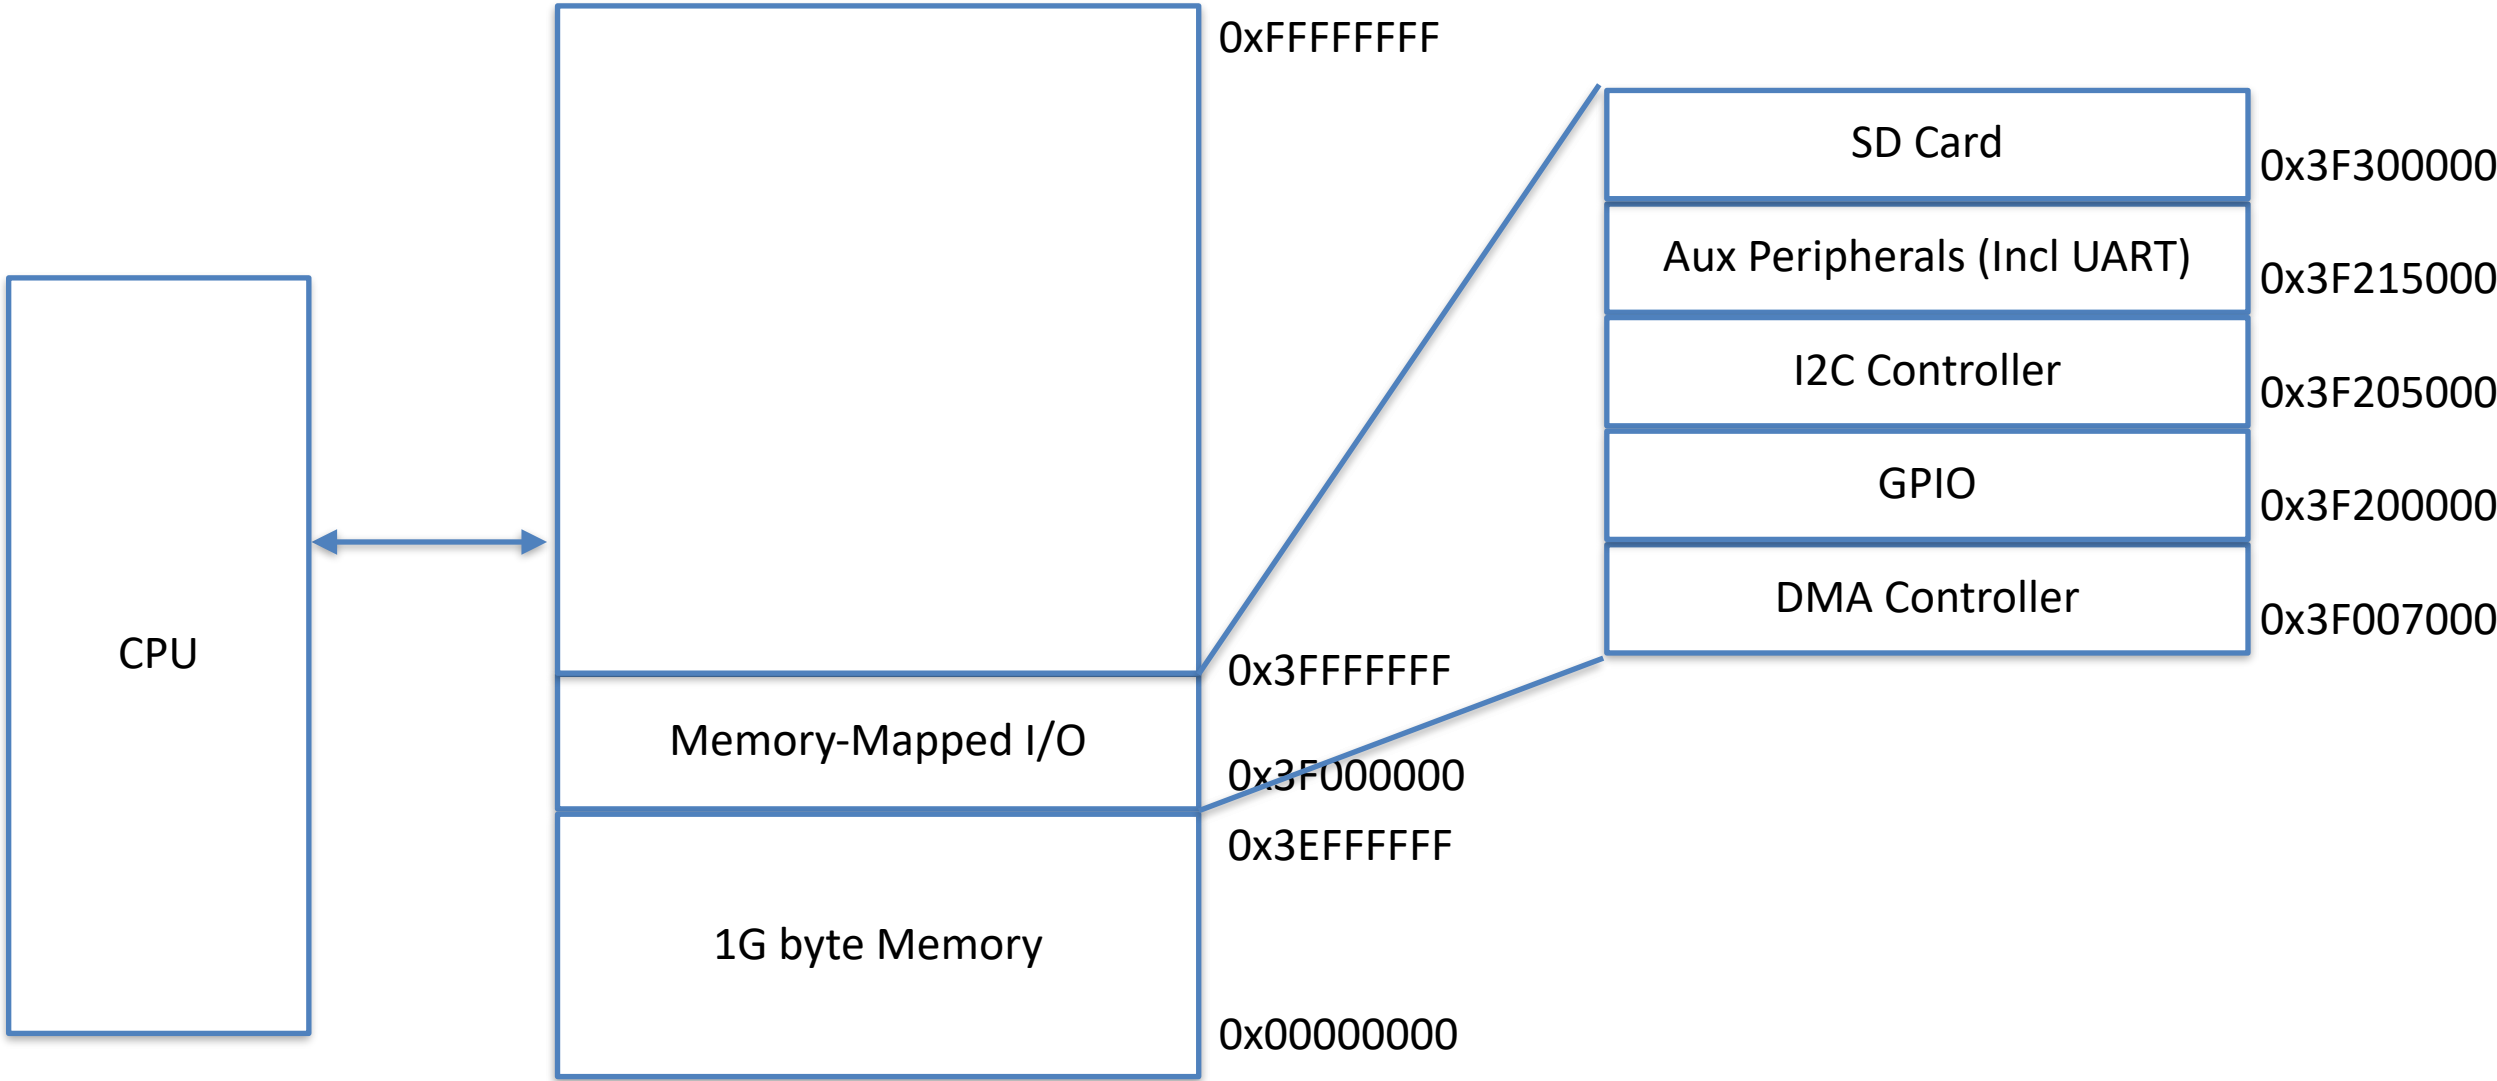 0xFFFFFFFF
SD Card
0x3F300000
Aux Peripherals (Incl UART)
0x3F215000
I2C Controller
0x3F205000
GPIO
0x3F200000
DMA Controller
0x3F007000
CPU
0x3FFFFFFF
Memory-Mapped I/O
0x3F000000
0x3EFFFFFF
1G byte Memory
0x00000000